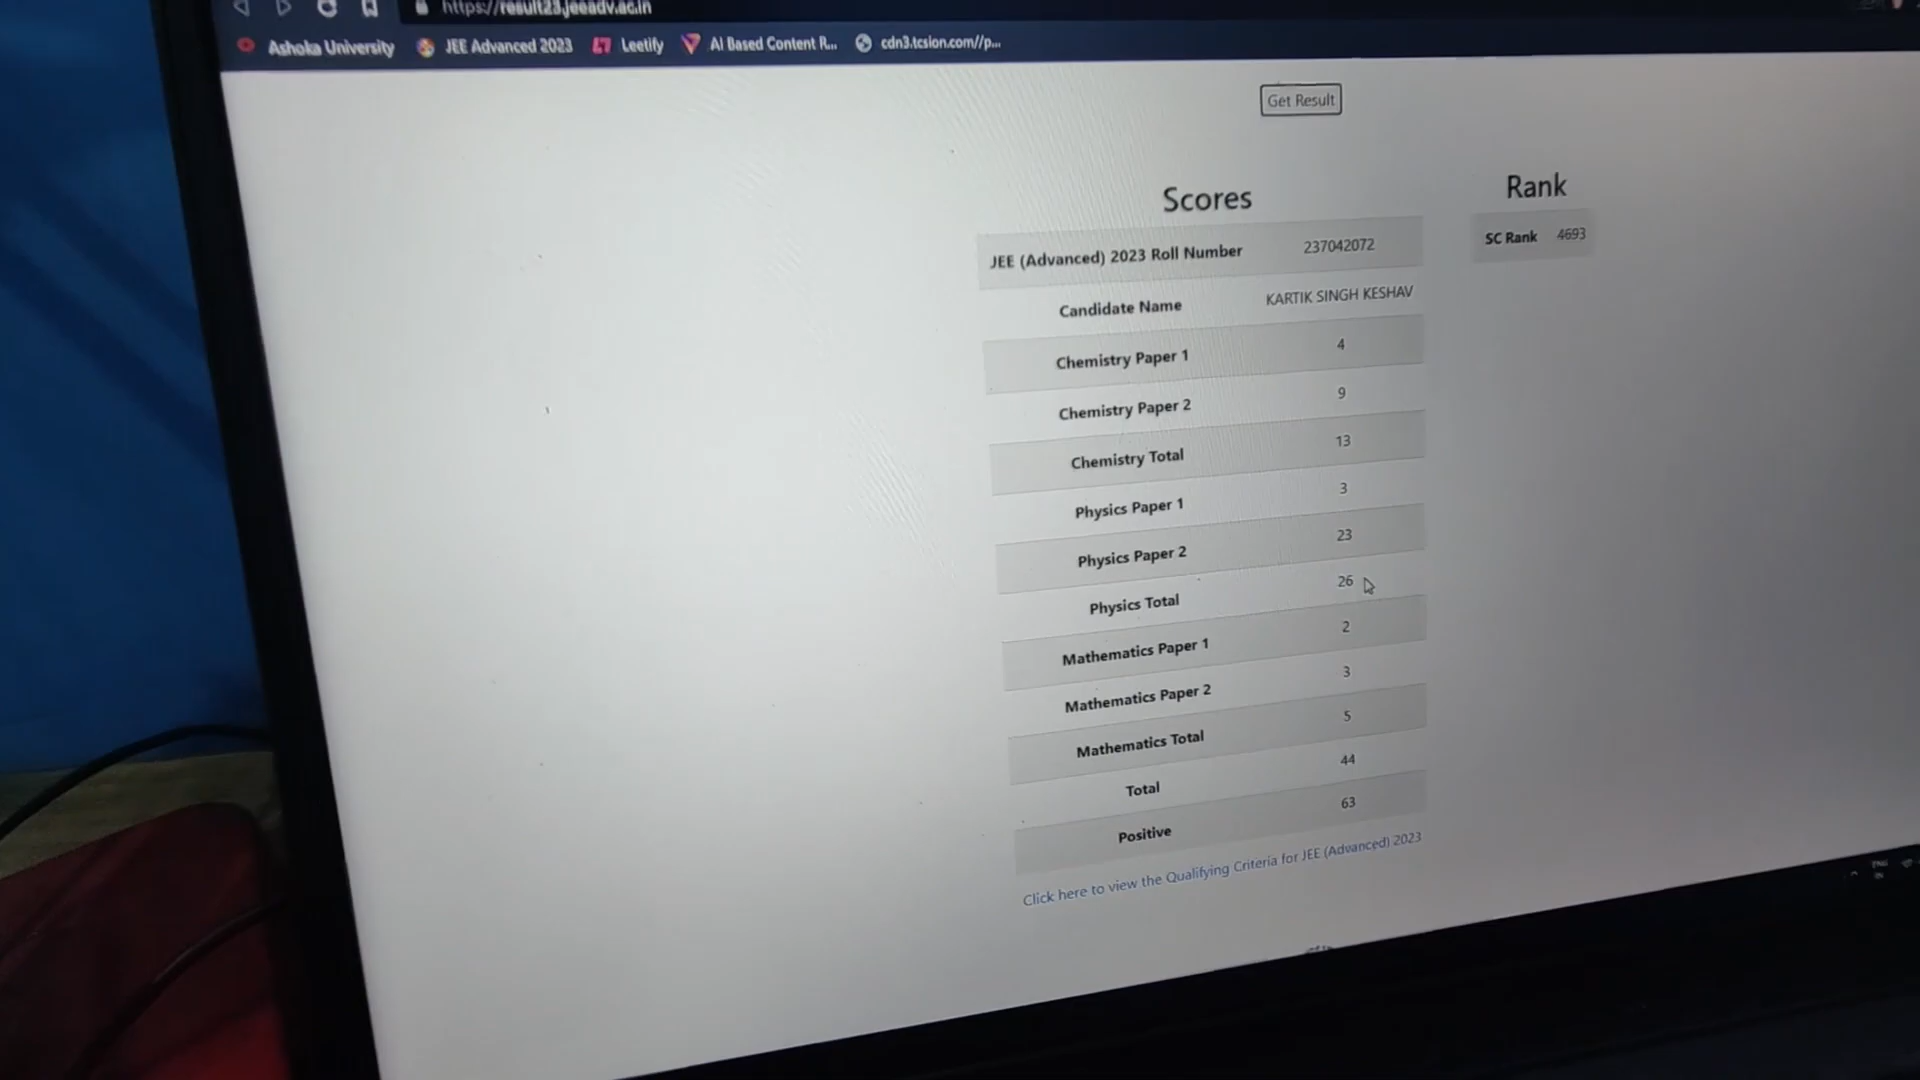 https://result23.jeeadv.ac.in
Ashoka University JEE Advanced 2023 Leetify AI Based Content R... cdn3.tcsion.com//p...
Get Result
Scores
JEE (Advanced) 2023 Roll Number 237042072
Candidate Name KARTIK SINGH KESHAV
Chemistry Paper 1 4
Chemistry Paper 2 9
Chemistry Total 13
Physics Paper 1 3
Physics Paper 2 23
Physics Total 26
Mathematics Paper 1 2
Mathematics Paper 2 3
Mathematics Total 5
Total 44
Positive 63
Click here to view the Qualifying Criteria for JEE (Advanced) 2023
Rank
SC Rank 4693
ENG
IN